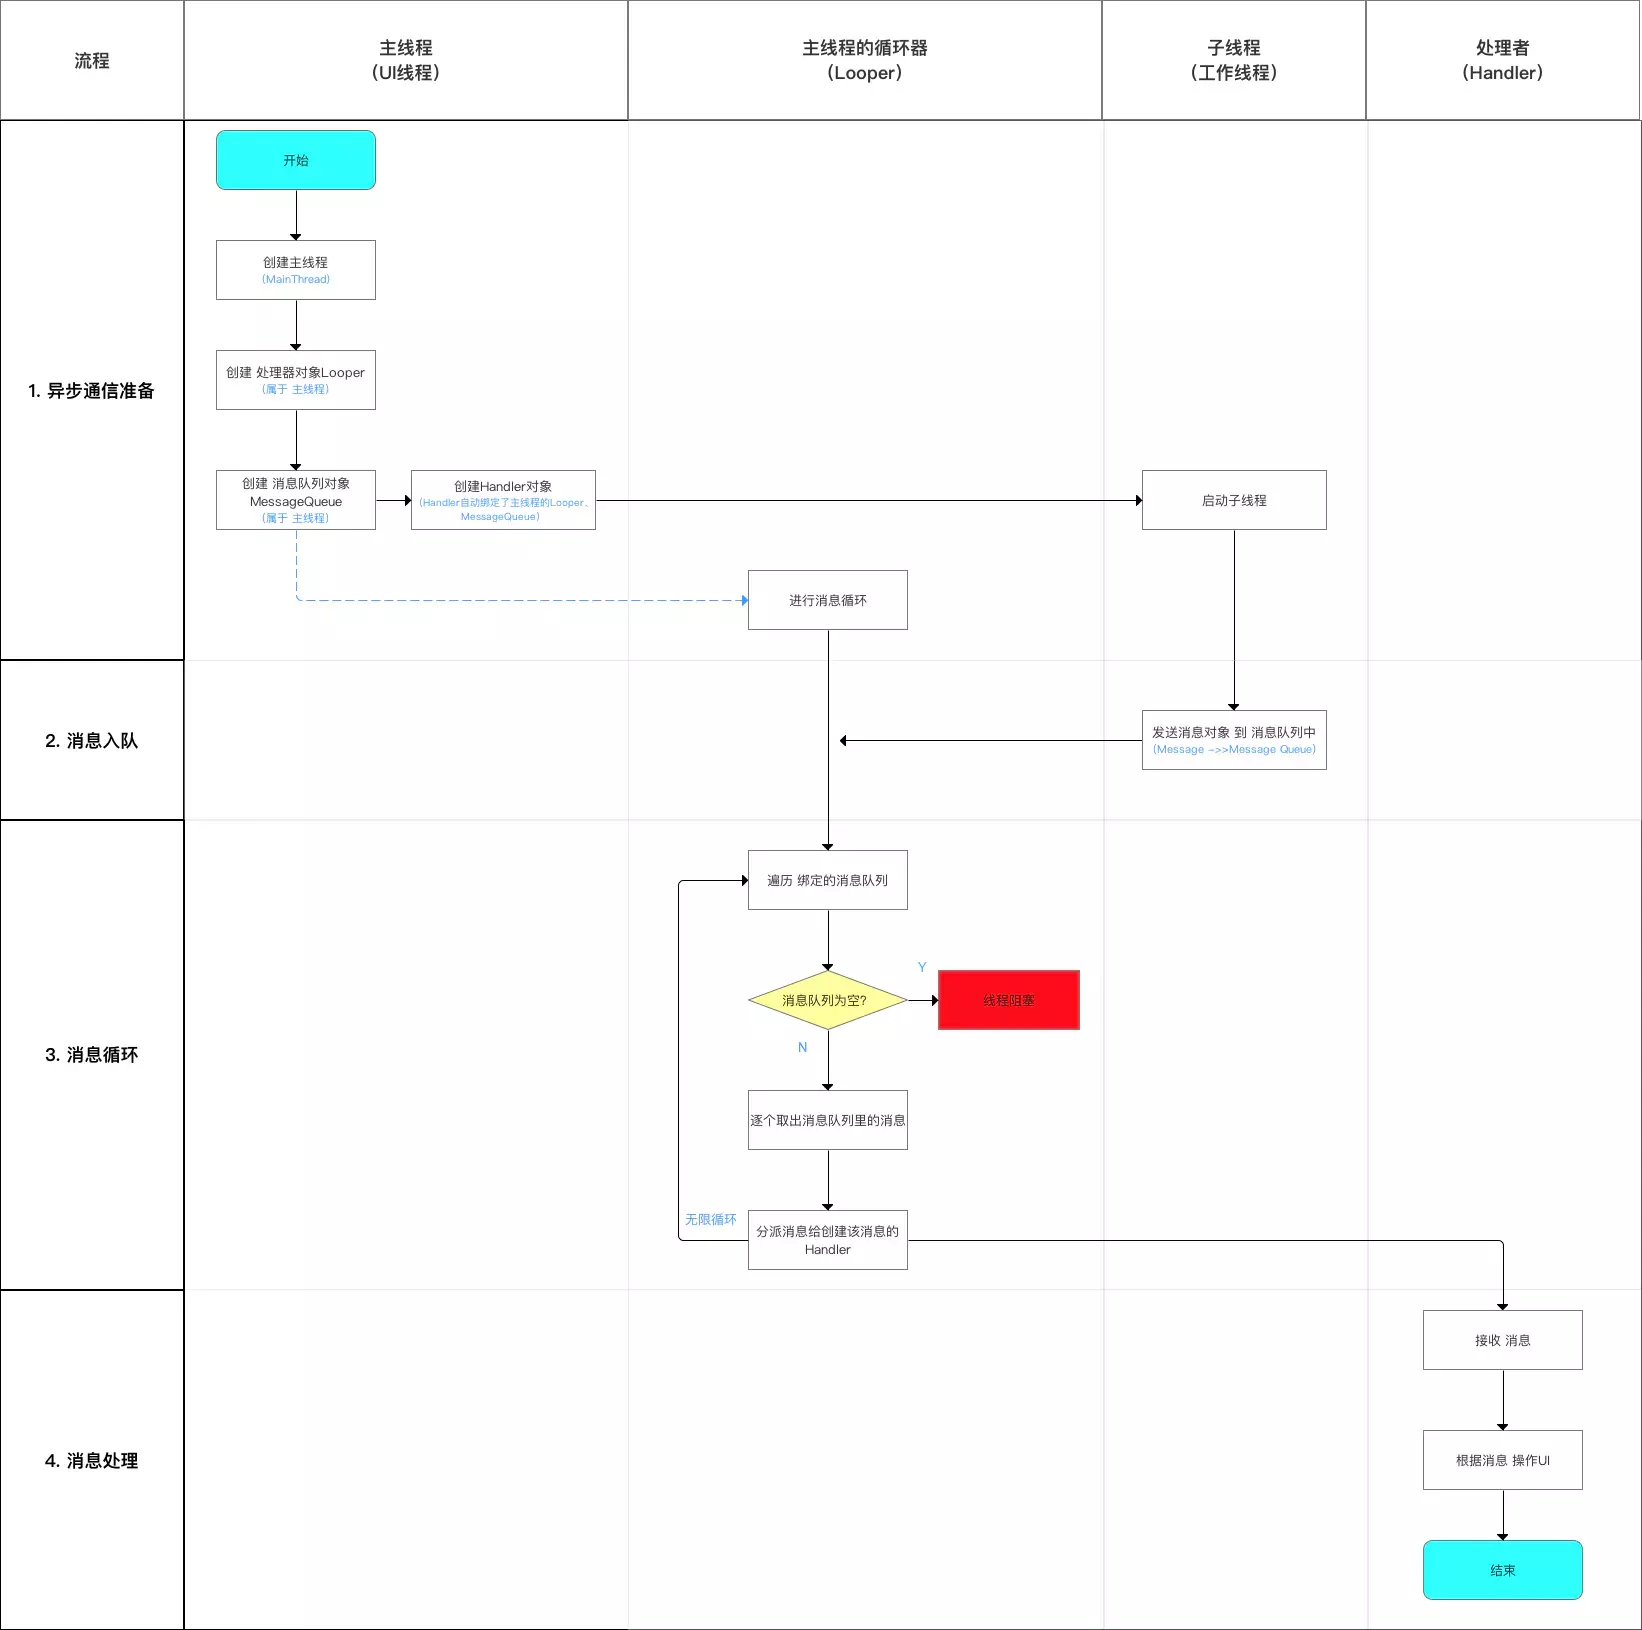 流程
主线程
（UI线程）
主线程的循环器
（Looper）
子线程
（工作线程）
处理者
（Handler）
1. 异步通信准备
开始
创建主线程
（MainThread）
创建 处理器对象Looper
（属于 主线程）
创建 消息队列对象
MessageQueue
（属于 主线程）
创建Handler对象
（Handler自动绑定了主线程的Looper、
MessageQueue）
启动子线程
进行消息循环
2. 消息入队
发送消息对象 到 消息队列中
（Message ->>Message Queue）
3. 消息循环
遍历 绑定的消息队列
消息队列为空?
Y
线程阻塞
N
逐个取出消息队列里的消息
无限循环
分派消息给创建该消息的
Handler
4. 消息处理
接收 消息
根据消息 操作UI
结束